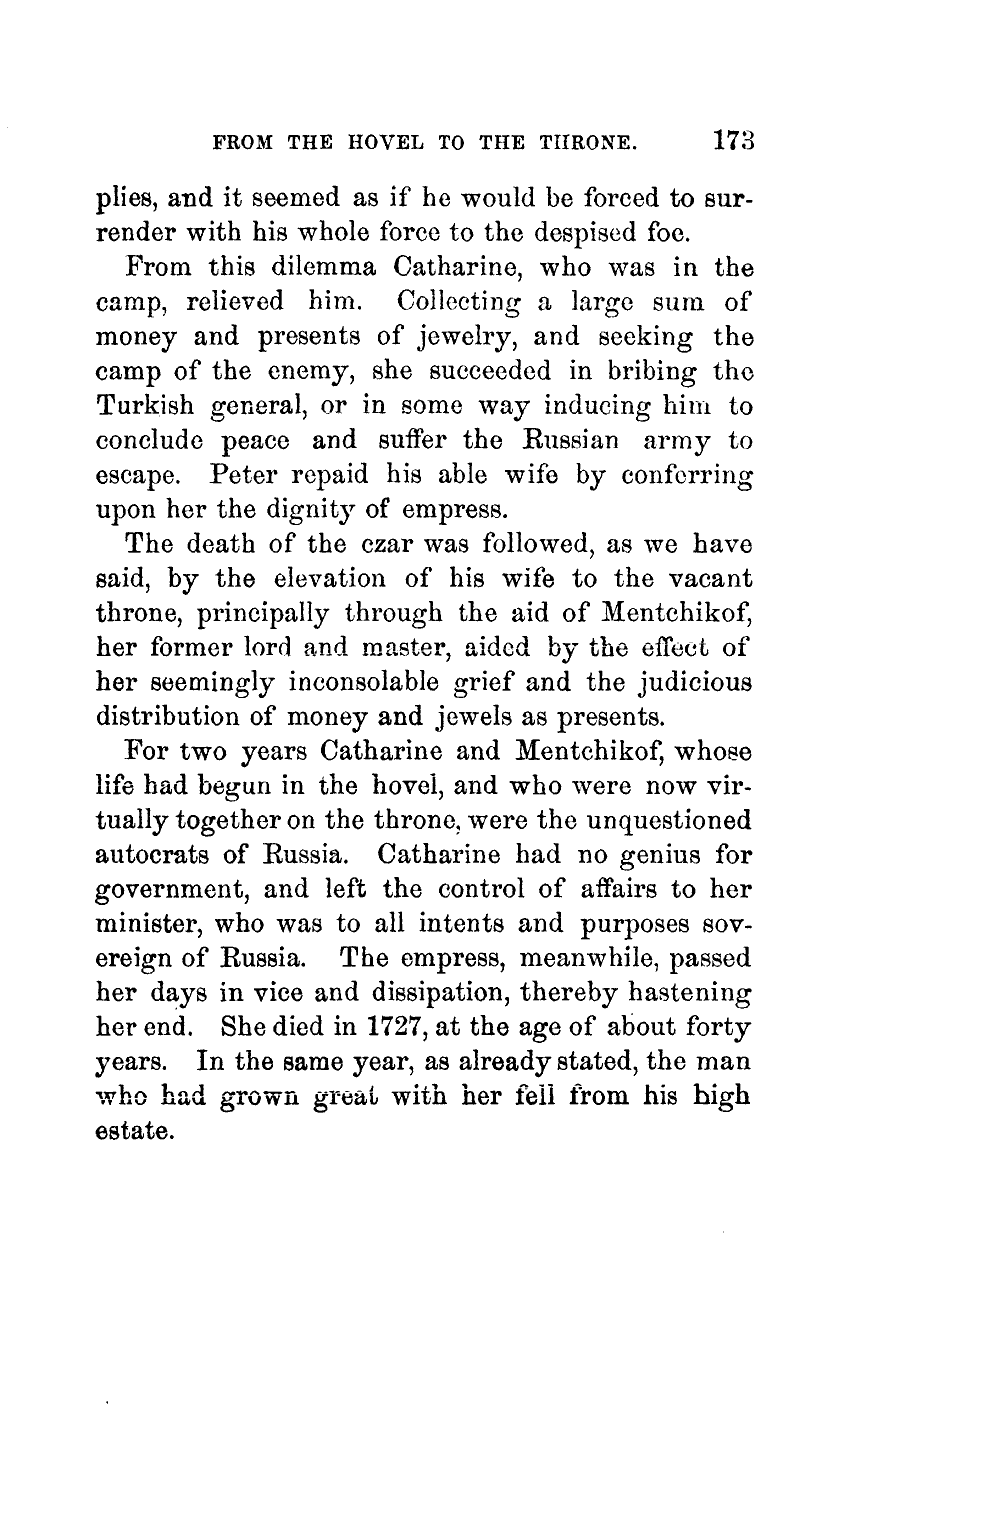 FROM THE HOVEL TO THE THRONE. 173
plies, and it seemed as if he would be forced to sur-
render with his whole force to the despised foe.
From this dilemma Catharine, who was in the
camp, relieved him. Collecting a large sum of
money and presents of jewelry, and seeking the
camp of the enemy, she succeeded in bribing the
Turkish general, or in some way inducing him to
conclude peace and suffer the Russian army to
escape. Peter repaid his able wife by conferring
upon her the dignity of empress.
The death of the czar was followed, as we have
said, by the elevation of his wife to the vacant
throne, principally through the aid of Mentchikof,
her former lord and master, aided by the effect of
her seemingly inconsolable grief and the judicious
distribution of money and jewels as presents.
For two years Catharine and Mentchikof, whose
life had begun in the hovel, and who were now vir-
tually together on the throne, were the unquestioned
autocrats of Russia. Catharine had no genius for
government, and left the control of affairs to her
minister, who was to all intents and purposes sov-
ereign of Russia. The empress, meanwhile, passed
her days in vice and dissipation, thereby hastening
her end. She died in 1727, at the age of about forty
years. In the same year, as already stated, the man
who had grown great with her fell from his high
estate.